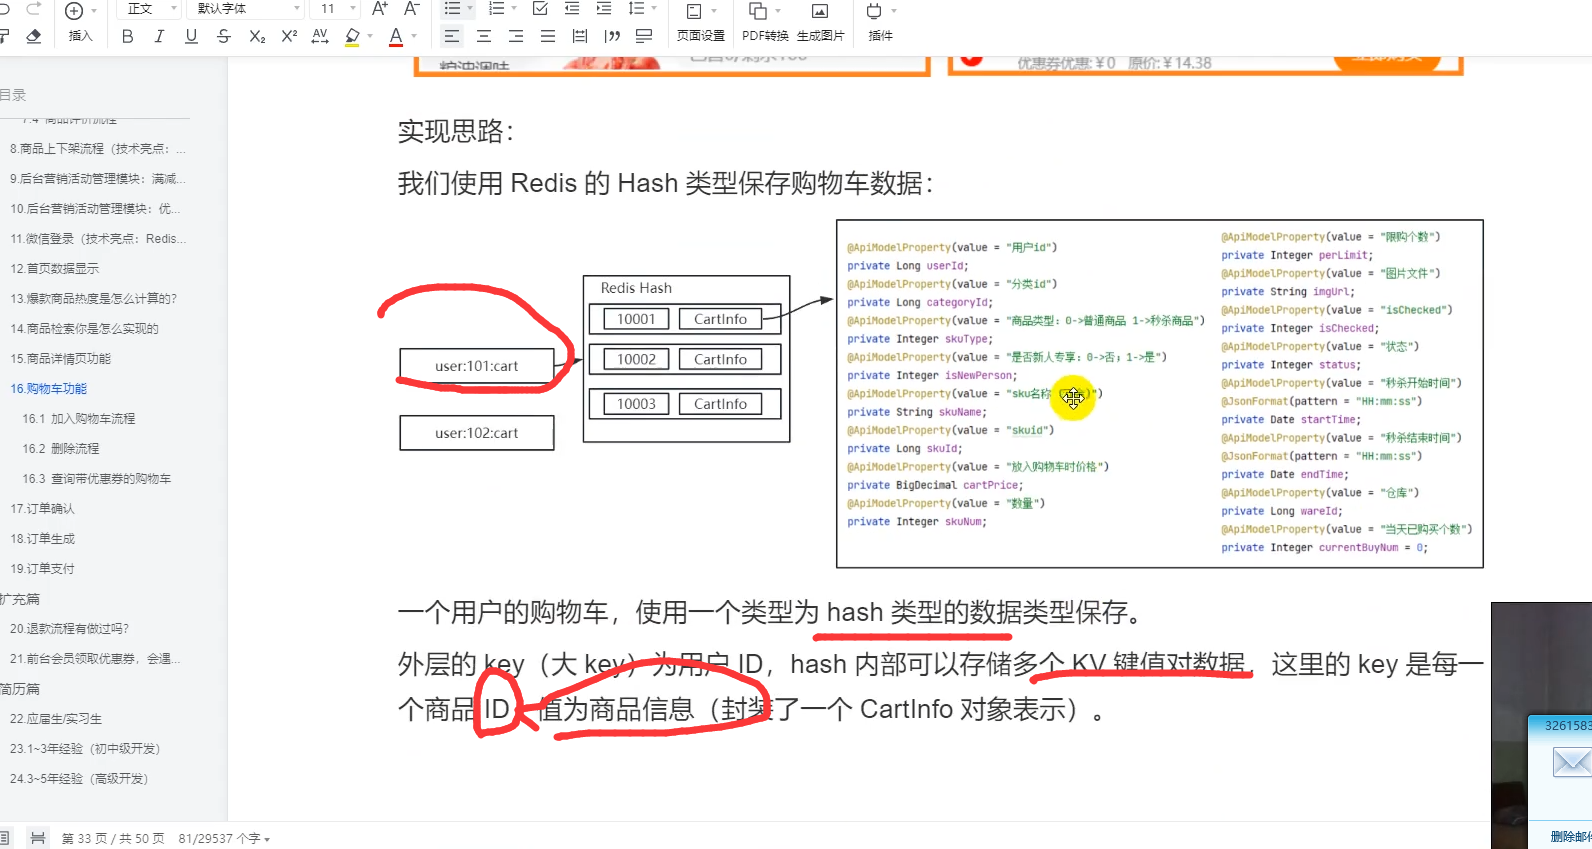 正文
默认字体
11
A+ A-
插入
B I U S X₂ X² AV A
页面设置
PDF转换
生成图片
插件
目录
8.商品上下架流程（技术亮点：...
9.后台营销活动管理模块：满减...
10.后台营销活动管理模块：优...
11.微信登录（技术亮点：Redis...
12.首页数据显示
13.爆款商品热度是怎么计算的?
14.商品检索你是怎么实现的
15.商品详情页功能
16.购物车功能
16.1 加入购物车流程
16.2 删除流程
16.3 查询带优惠券的购物车
17.订单确认
18.订单生成
19.订单支付
扩充篇
20.退款流程有做过吗?
21.前台会员领取优惠券，会遇...
简历篇
22.应届生/实习生
23.1~3年经验（初中级开发）
24.3~5年经验（高级开发）
第 33 页 / 共 50 页
81/29537 个字
优惠券优惠:￥0 原价:￥14.38
实现思路：
我们使用 Redis 的 Hash 类型保存购物车数据：
user:101:cart
user:102:cart
Redis Hash
10001 CartInfo
10002 CartInfo
10003 CartInfo
@ApiModelProperty(value = "用户id")
private Long userId;
@ApiModelProperty(value = "分类id")
private Long categoryId;
@ApiModelProperty(value = "商品类型：0->普通商品 1->秒杀商品")
private Integer skuType;
@ApiModelProperty(value = "是否新人专享：0->否；1->是")
private Integer isNewPerson;
@ApiModelProperty(value = "sku名称
private String skuName;
@ApiModelProperty(value = "skuid")
private Long skuId;
@ApiModelProperty(value = "放入购物车时价格")
private BigDecimal cartPrice;
@ApiModelProperty(value = "数量")
private Integer skuNum;
@ApiModelProperty(value = "限购个数")
private Integer perLimit;
@ApiModelProperty(value = "图片文件")
private String imgUrl;
@ApiModelProperty(value = "isChecked")
private Integer isChecked;
@ApiModelProperty(value = "状态")
private Integer status;
@ApiModelProperty(value = "秒杀开始时间")
@JsonFormat(pattern = "HH:mm:ss")
private Date startTime;
@ApiModelProperty(value = "秒杀结束时间")
@JsonFormat(pattern = "HH:mm:ss")
private Date endTime;
@ApiModelProperty(value = "仓库")
private Long wareId;
@ApiModelProperty(value = "当天已购买个数")
private Integer currentBuyNum = 0;
一个用户的购物车，使用一个类型为 hash 类型的数据类型保存。
外层的 key（大 key）为用户 ID，hash 内部可以存储多个 KV 键值对数据，这里的 key 是每一
个商品 ID，值为商品信息（封装了一个 CartInfo 对象表示）。
3261583
删除邮件